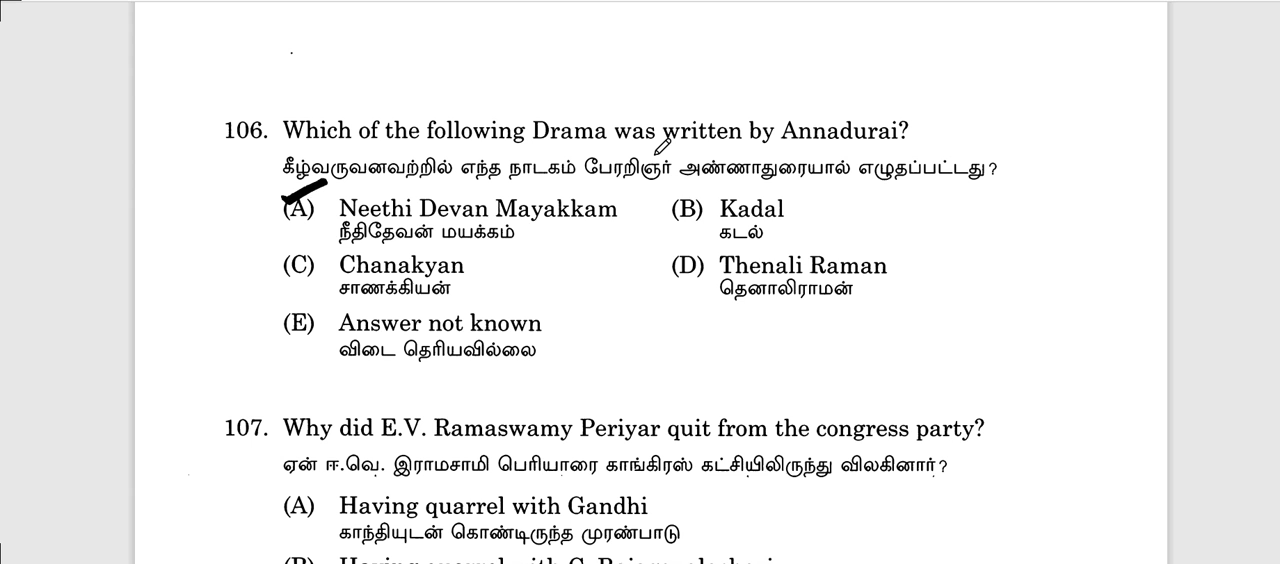 106. Which of the following Drama was written by Annadurai?
கீழ்வருவனவற்றில் எந்த நாடகம் பேரறிஞர் அண்ணாதுரையால் எழுதப்பட்டது?
(A) Neethi Devan Mayakkam (B) Kadal
நீதிதேவன் மயக்கம் கடல்
(C) Chanakyan (D) Thenali Raman
சாணக்கியன் தெனாலிராமன்
(E) Answer not known
விடை தெரியவில்லை
107. Why did E.V. Ramaswamy Periyar quit from the congress party?
ஏன் ஈ.வெ. இராமசாமி பெரியாரை காங்கிரஸ் கட்சியிலிருந்து விலகினார்?
(A) Having quarrel with Gandhi
காந்தியுடன் கொண்டிருந்த முரண்பாடு